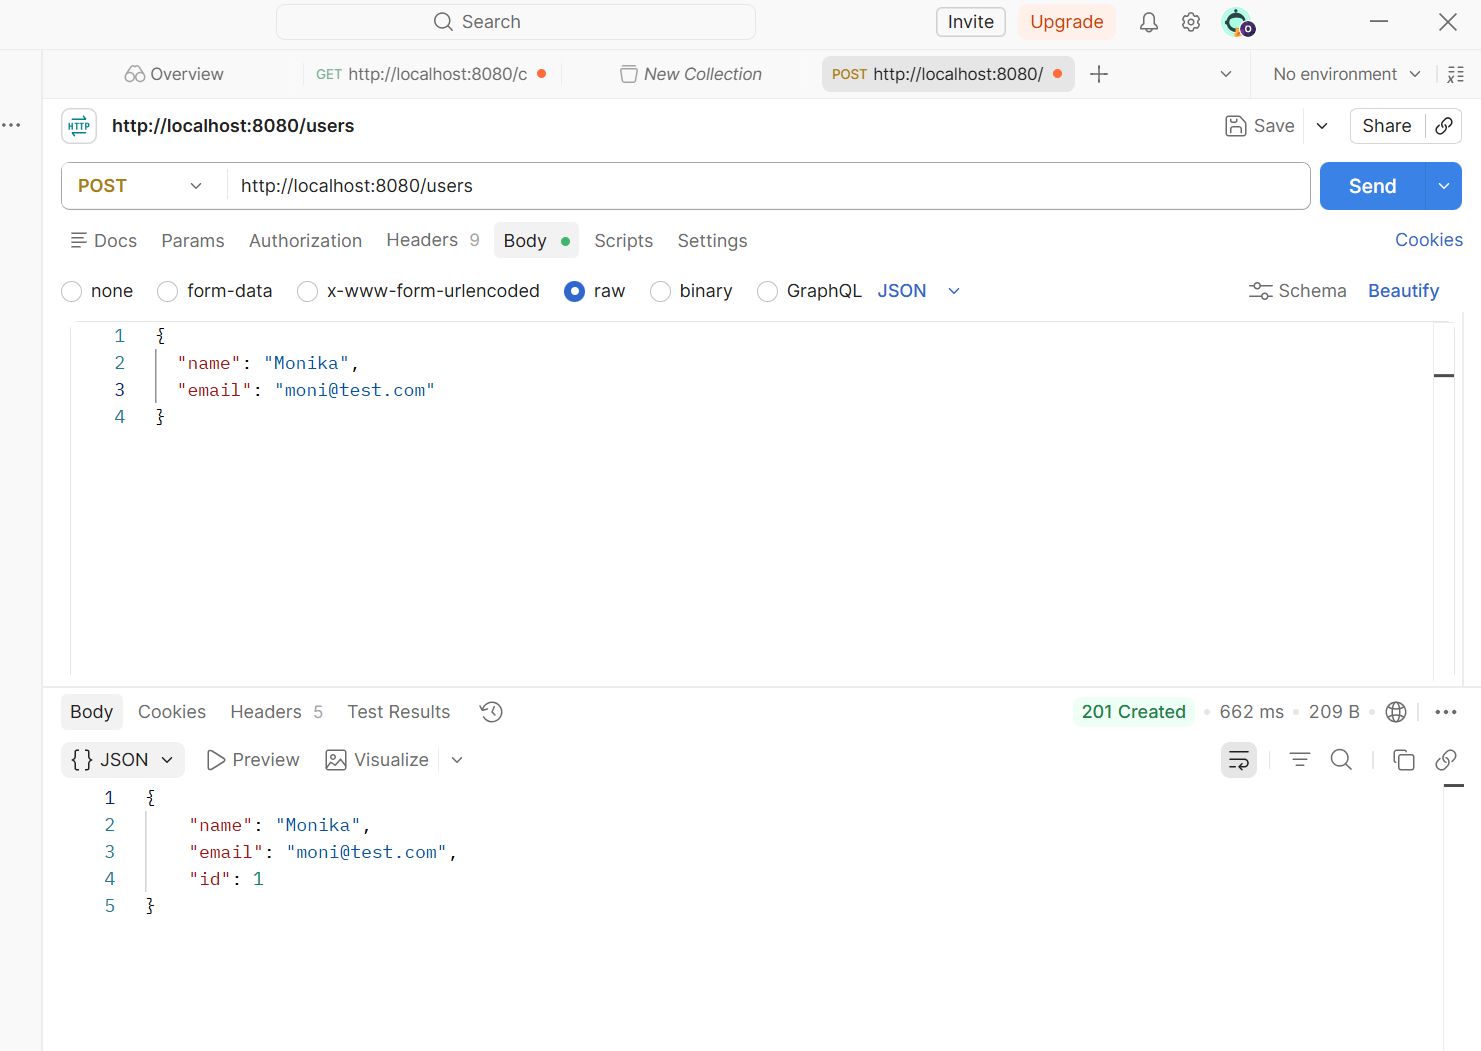 Search Invite Upgrade
Overview GET http://localhost:8080/c New Collection POST http://localhost:8080/ No environment
HTTP http://localhost:8080/users Save Share
POST http://localhost:8080/users Send
Docs Params Authorization Headers 9 Body Scripts Settings Cookies
none form-data x-www-form-urlencoded raw binary GraphQL JSON Schema Beautify
1 {
2 "name": "Monika",
3 "email": "moni@test.com"
4 }
Body Cookies Headers 5 Test Results 201 Created 662 ms 209 B
{} JSON Preview Visualize
1 {
2 "name": "Monika",
3 "email": "moni@test.com",
4 "id": 1
5 }